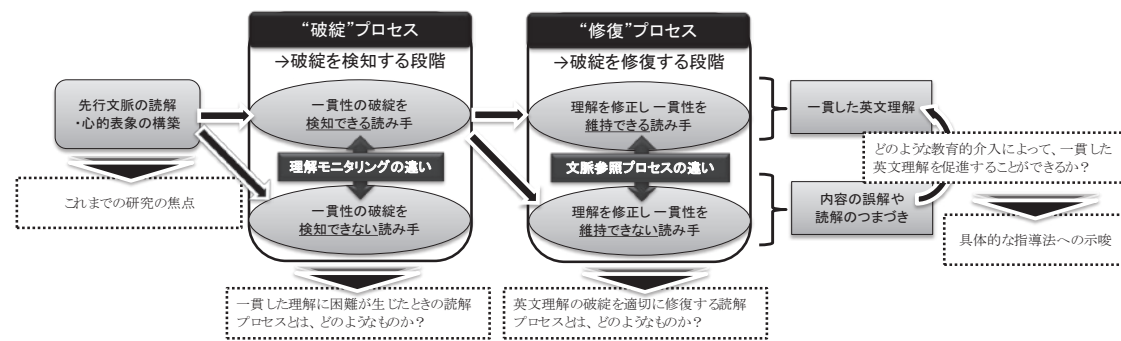 先行文脈の読解
・心的表象の構築
これまでの研究の焦点
“破綻”プロセス
→破綻を検知する段階
一貫性の破綻を
検知できる読み手
理解モニタリングの違い
一貫性の破綻を
検知できない読み手
一貫した理解に困難が生じたときの読解
プロセスとは、どのようなものか？
“修復”プロセス
→破綻を修復する段階
理解を修正し一貫性を
維持できる読み手
文脈参照プロセスの違い
理解を修正し一貫性を
維持できない読み手
英文理解の破綻を適切に修復する読解
プロセスとは、どのようなものか？
一貫した英文理解
どのような教育的介入によって、一貫した
英文理解を促進することができるか？
内容の誤解や
読解のつまづき
具体的な指導法への示唆